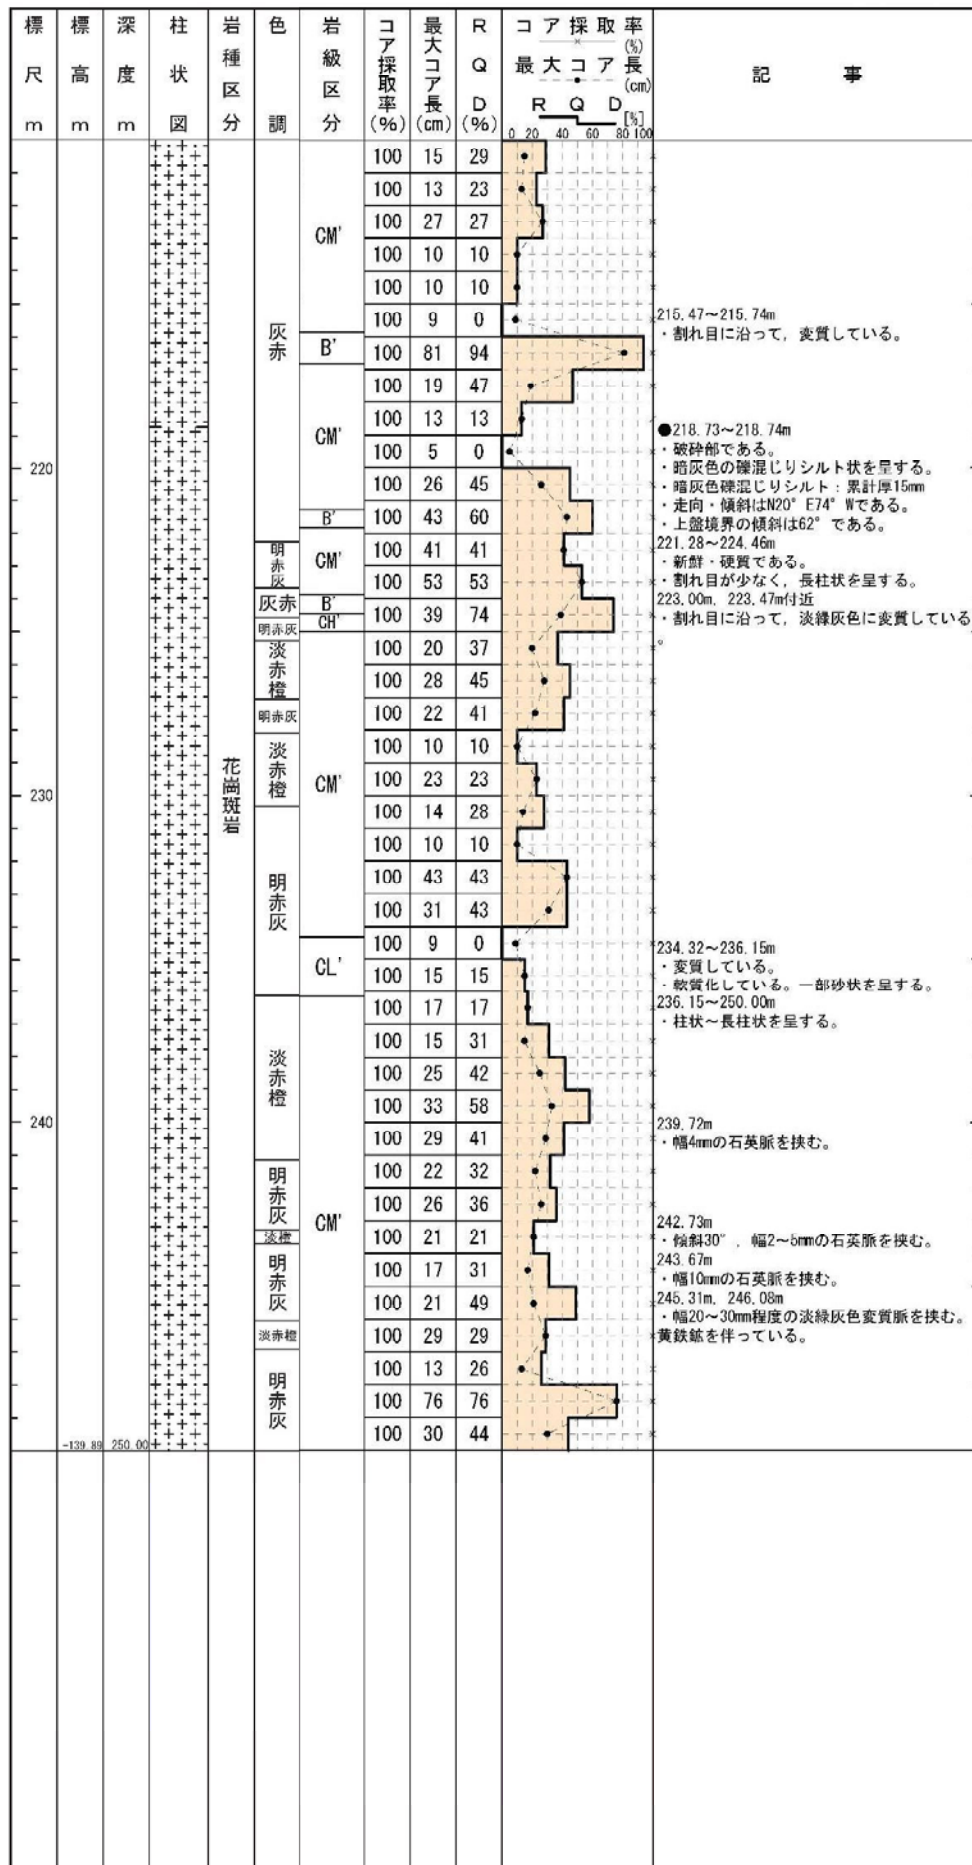 標尺m
標高m
深度m
柱状図
岩種区分
色調
岩級区分
コア採取率(%)
最大コア長(cm)
RQD(%)
コア採取率(%)
最大コア長(cm)
RQD[%]
0 20 40 60 80 100
記事
100 15 29
100 13 23
100 27 27
CM'
100 10 10
100 10 10
100 9 0
215.47～215.74m
・割れ目に沿って，変質している。
灰赤
B'
100 81 94
100 19 47
100 13 13
CM'
●218.73～218.74m
・破砕部である。
100 5 0
・暗灰色の礫混じりシルト状を呈する。
220
100 26 45
・暗灰色礫混じりシルト：累計厚15mm
・走向・傾斜はN20°E74°Wである。
B'
100 43 60
・上盤境界の傾斜は62°である。
221.28～224.46m
明赤灰
CM'
100 41 41
・新鮮・硬質である。
100 53 53
・割れ目が少なく，長柱状を呈する。
灰赤
B'
223.00m，223.47m付近
100 39 74
CH'
・割れ目に沿って，淡緑灰色に変質している
。
明赤灰
淡赤橙
100 20 37
100 28 45
明赤灰
100 22 41
淡赤橙
100 10 10
花崗斑岩
CM'
100 23 23
230
100 14 28
100 10 10
明赤灰
100 43 43
100 31 43
100 9 0
234.32～236.15m
CL'
・変質している。
100 15 15
・軟質化している。一部砂状を呈する。
100 17 17
236.15～250.00m
・柱状～長柱状を呈する。
100 15 31
淡赤橙
100 25 42
100 33 58
240
100 29 41
239.72m
・幅4mmの石英脈を挟む。
明赤灰
100 22 32
100 26 36
CM'
242.73m
淡橙
100 21 21
・傾斜30°，幅2～5mmの石英脈を挟む。
243.67m
明赤灰
100 17 31
・幅10mmの石英脈を挟む。
100 21 49
245.31m，246.08m
・幅20～30mm程度の淡緑灰色変質脈を挟む。
淡赤橙
100 29 29
黄鉄鉱を伴っている。
明赤灰
100 13 26
100 76 76
100 30 44
-139.89 250.00